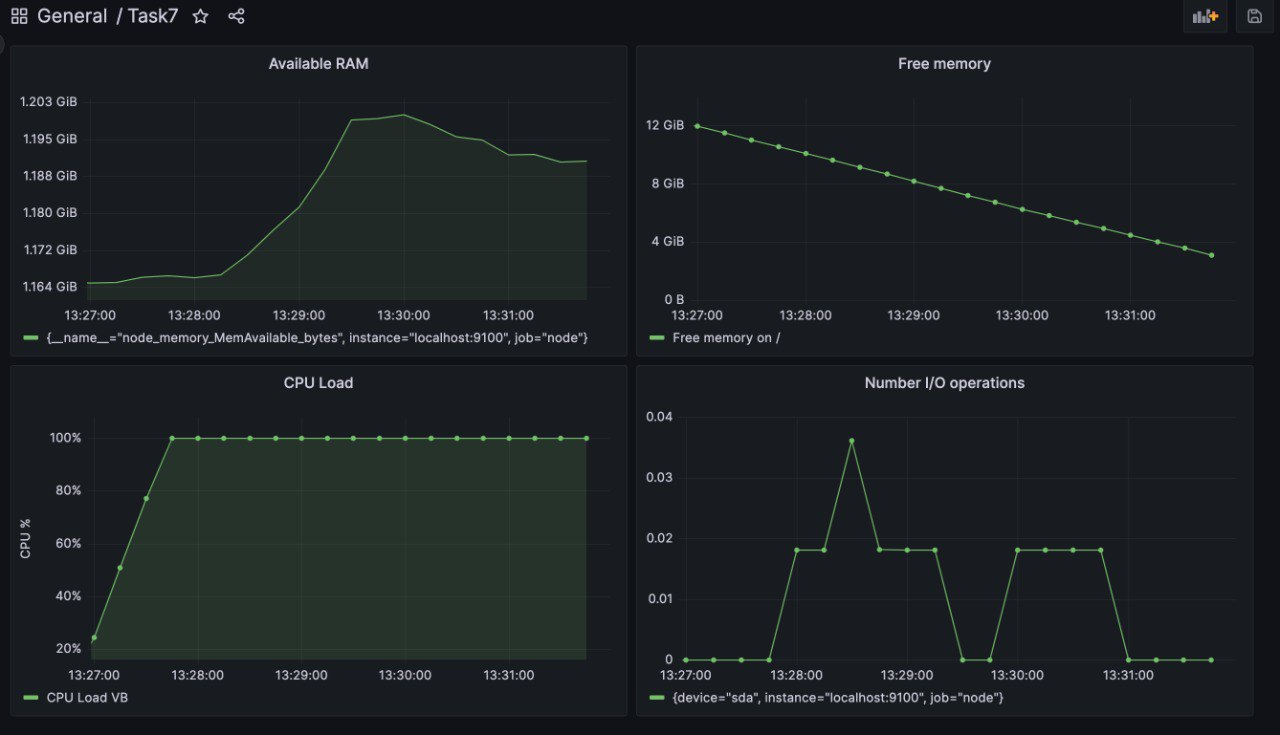 General / Task7
Available RAM
1.203 GiB
1.195 GiB
1.188 GiB
1.180 GiB
1.172 GiB
1.164 GiB
13:27:00 13:28:00 13:29:00 13:30:00 13:31:00
{__name__="node_memory_MemAvailable_bytes", instance="localhost:9100", job="node"}
Free memory
12 GiB
8 GiB
4 GiB
0 B
13:27:00 13:28:00 13:29:00 13:30:00 13:31:00
Free memory on /
CPU Load
CPU %
100%
80%
60%
40%
20%
13:27:00 13:28:00 13:29:00 13:30:00 13:31:00
CPU Load VB
Number I/O operations
0.04
0.03
0.02
0.01
0
13:27:00 13:28:00 13:29:00 13:30:00 13:31:00
{device="sda", instance="localhost:9100", job="node"}